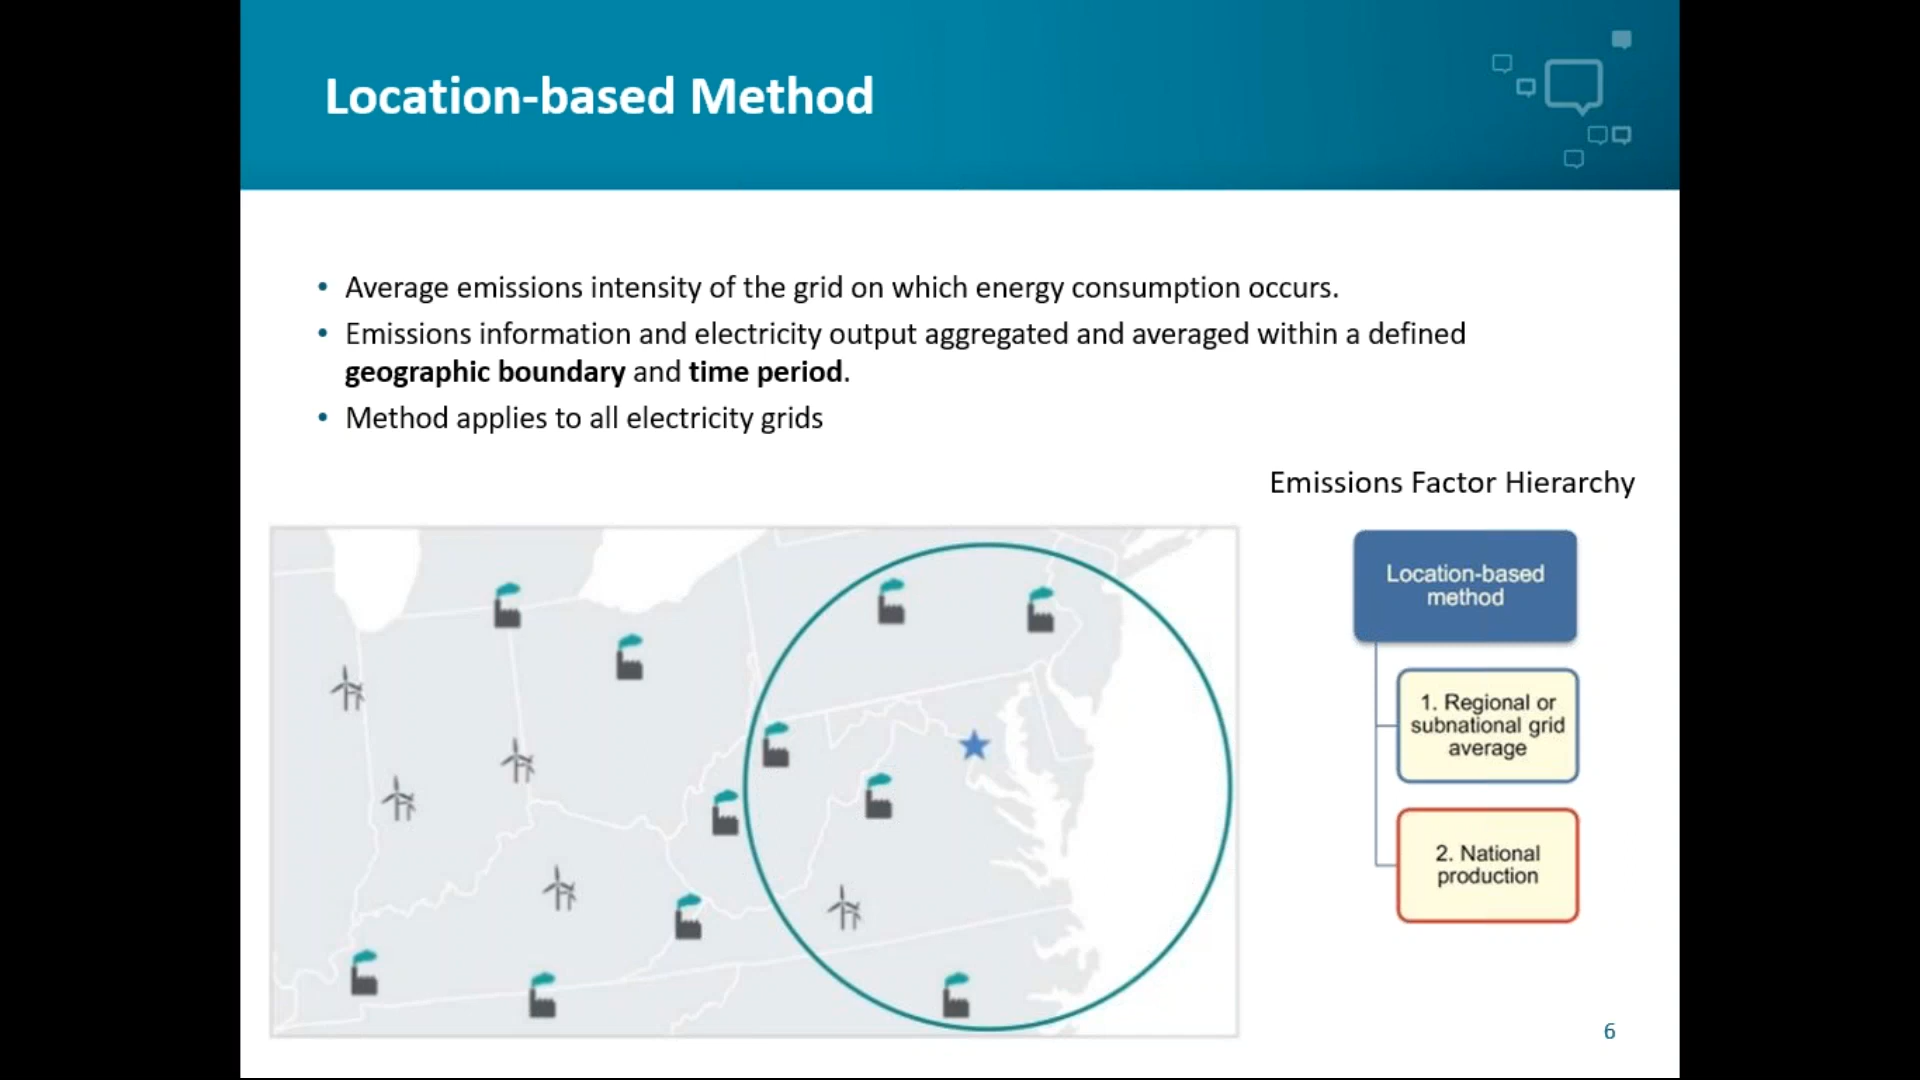 Location-based Method
• Average emissions intensity of the grid on which energy consumption occurs.
• Emissions information and electricity output aggregated and averaged within a defined
geographic boundary and time period.
• Method applies to all electricity grids
Emissions Factor Hierarchy
Location-based
method
1. Regional or
subnational grid
average
2. National
production
6